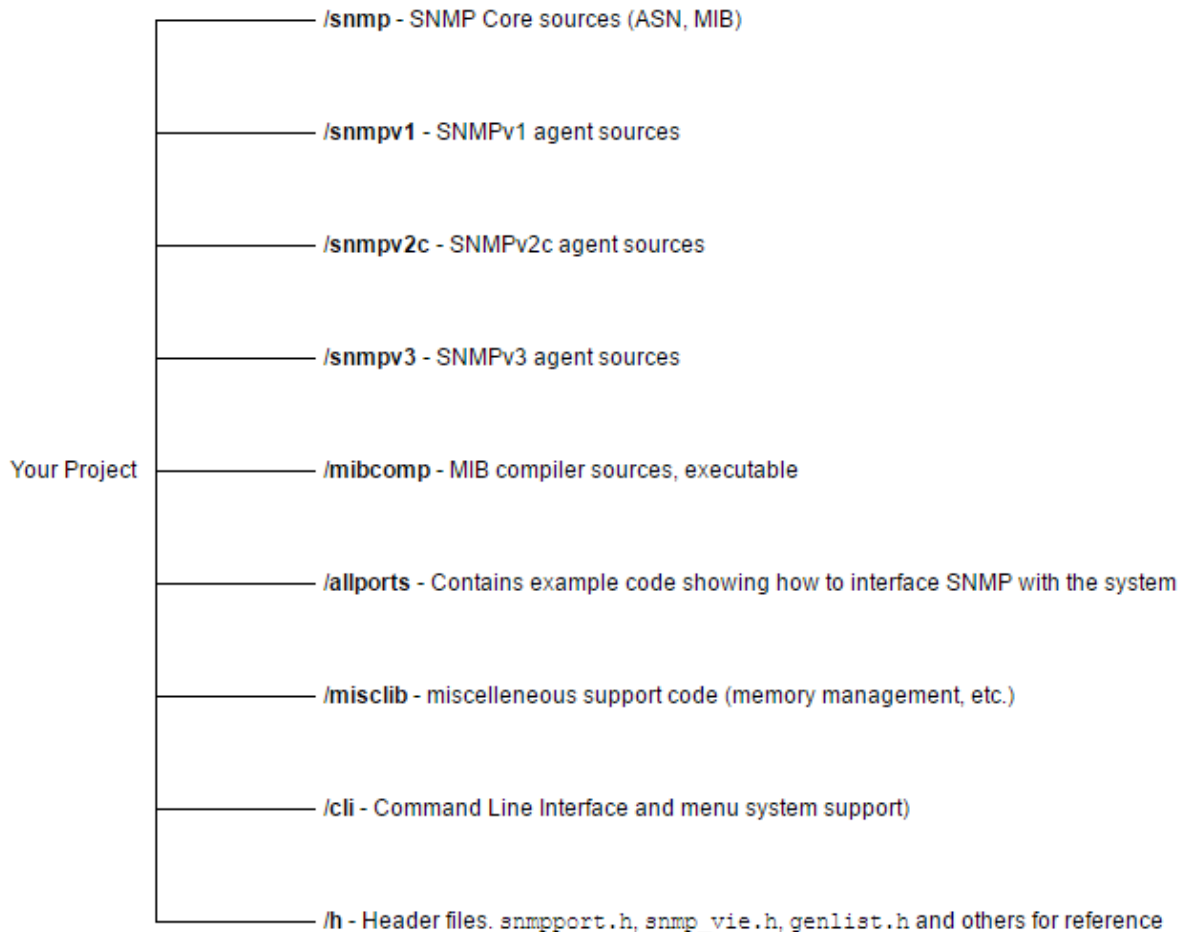 /snmp - SNMP Core sources (ASN, MIB)
/snmpv1 - SNMPv1 agent sources
/snmpv2c - SNMPv2c agent sources
/snmpv3 - SNMPv3 agent sources
Your Project
/mibcomp - MIB compiler sources, executable
/allports - Contains example code showing how to interface SNMP with the system
/misclib - miscelleneous support code (memory management, etc.)
/cli - Command Line Interface and menu system support)
/h - Header files. snmpport.h, snmp_vie.h, genlist.h and others for reference